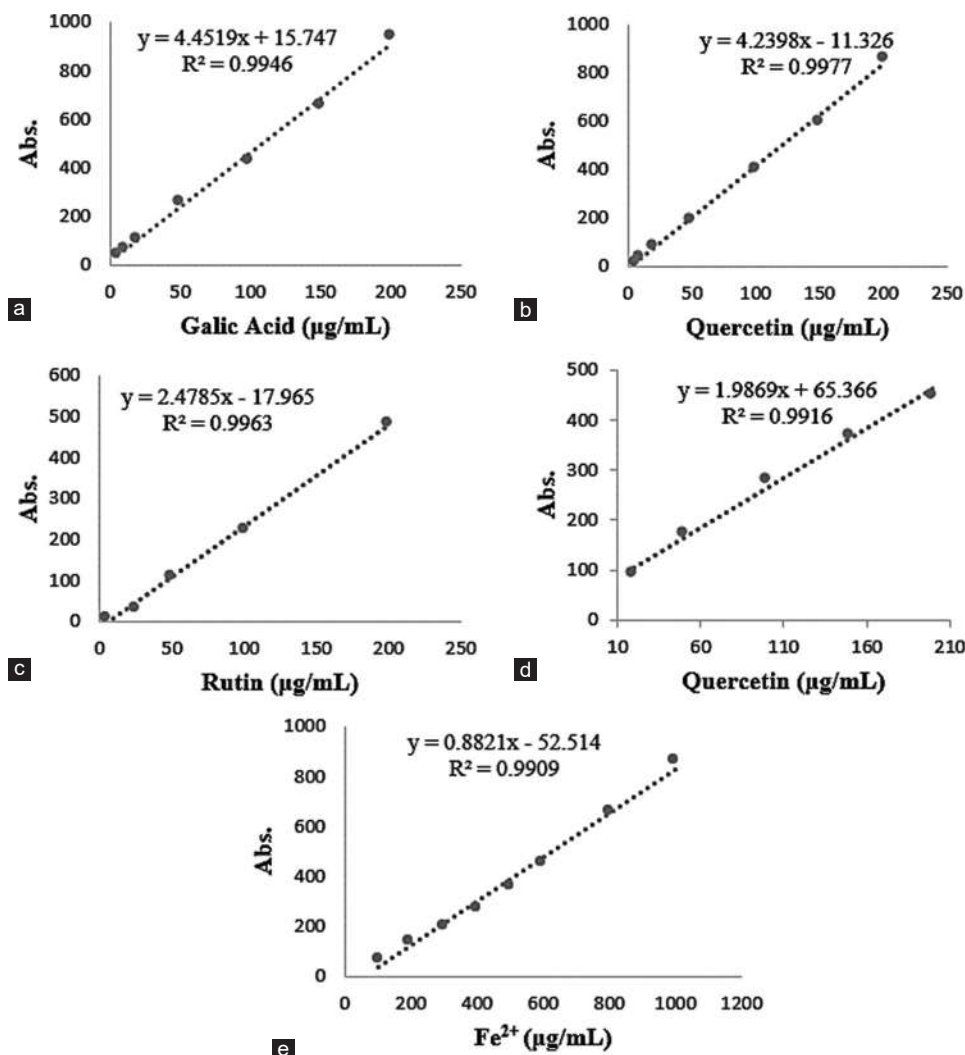 1000
800
600
400
200
0
Abs.
y = 4.4519x + 15.747
R² = 0.9946
0 50 100 150 200 250
Galic Acid (µg/mL)
a
1000
800
600
400
200
0
Abs.
y = 4.2398x - 11.326
R² = 0.9977
0 50 100 150 200 250
Quercetin (µg/mL)
b
600
500
400
300
200
100
0
Abs.
y = 2.4785x - 17.965
R² = 0.9963
0 50 100 150 200 250
Rutin (µg/mL)
c
500
400
300
200
100
0
Abs.
y = 1.9869x + 65.366
R² = 0.9916
10 60 110 160 210
Quercetin (µg/mL)
d
1000
800
600
400
200
0
Abs.
y = 0.8821x - 52.514
R² = 0.9909
0 200 400 600 800 1000 1200
Fe²⁺ (µg/mL)
e